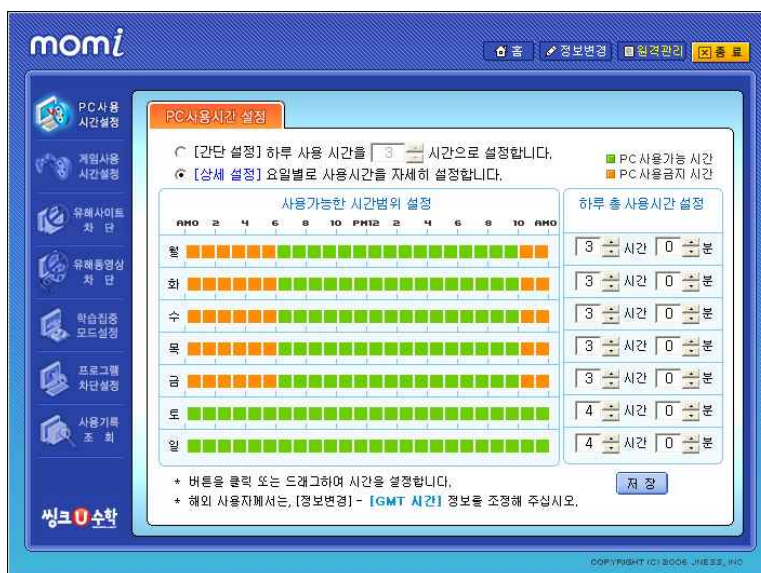 momi
홈 정보변경 원격관리 종 료
PC사용
시간설정
게임사용
시간설정
유해사이트
차 단
유해동영상
차 단
학습집중
모드설정
프로그램
차단설정
사용기록
조 회
씽크U수학
PC사용시간 설정
[간단 설정] 하루 사용 시간을 3 시간으로 설정합니다.
[상세 설정] 요일별로 사용시간을 자세히 설정합니다.
PC사용가능 시간
PC사용금지 시간
사용가능한 시간범위 설정
하루 총 사용시간 설정
AM0 2 4 6 8 10 PM12 2 4 6 8 10 AM0
월 3 시간 0 분
화 3 시간 0 분
수 3 시간 0 분
목 3 시간 0 분
금 3 시간 0 분
토 4 시간 0 분
일 4 시간 0 분
* 버튼을 클릭 또는 드래그하여 시간을 설정합니다.
* 해외 사용자께서는, [정보변경] - [GMT 시간] 정보를 조정해 주십시오.
저 장
COPYRIGHT (C) 2006 JNESS, INC